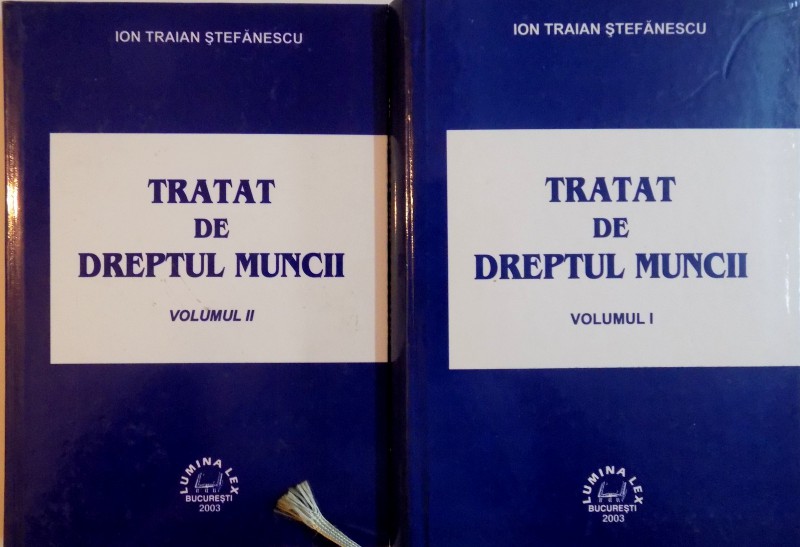 ION TRAIAN ŞTEFĂNESCU
TRATAT
DE
DREPTUL MUNCII
VOLUMUL II
LUMINA LEX
BUCUREŞTI
2003
ION TRAIAN ŞTEFĂNESCU
TRATAT
DE
DREPTUL MUNCII
VOLUMUL I
LUMINA LEX
BUCUREŞTI
2003